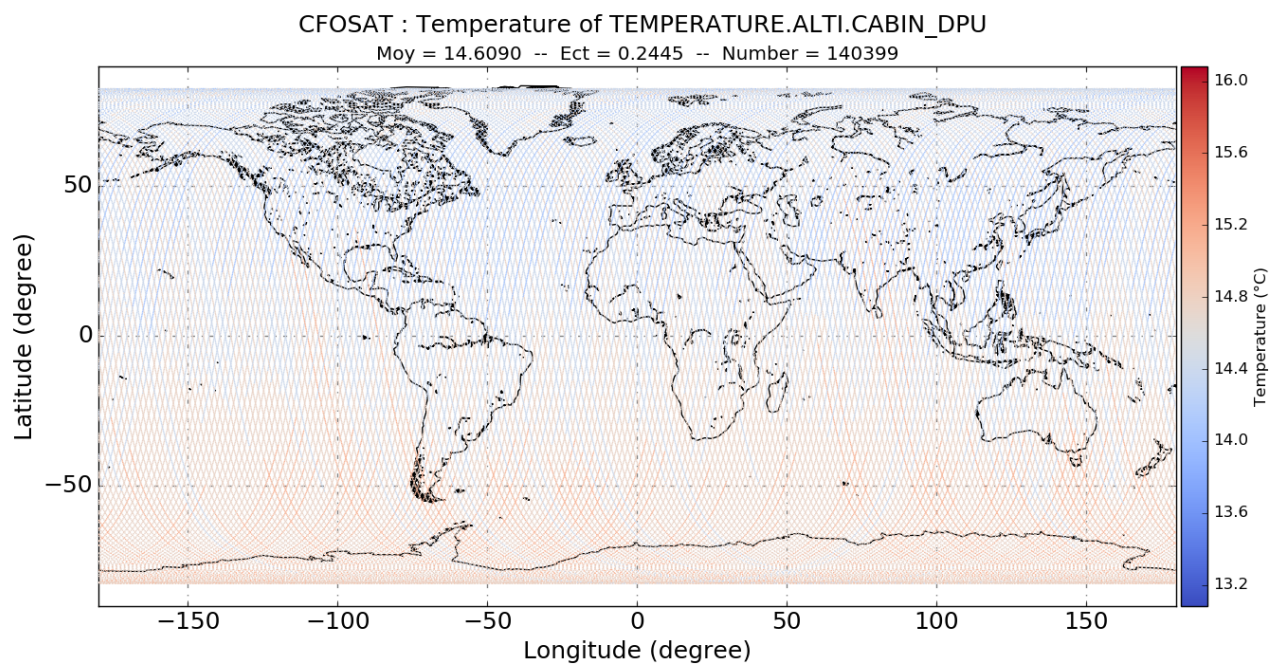 CFOSAT : Temperature of TEMPERATURE.ALTI.CABIN_DPU
Moy = 14.6090 -- Ect = 0.2445 -- Number = 140399
Latitude (degree)
50
0
−50
−150 −100 −50 0 50 100 150
Longitude (degree)
16.0
15.6
15.2
14.8
14.4
14.0
13.6
13.2
Temperature (°C)